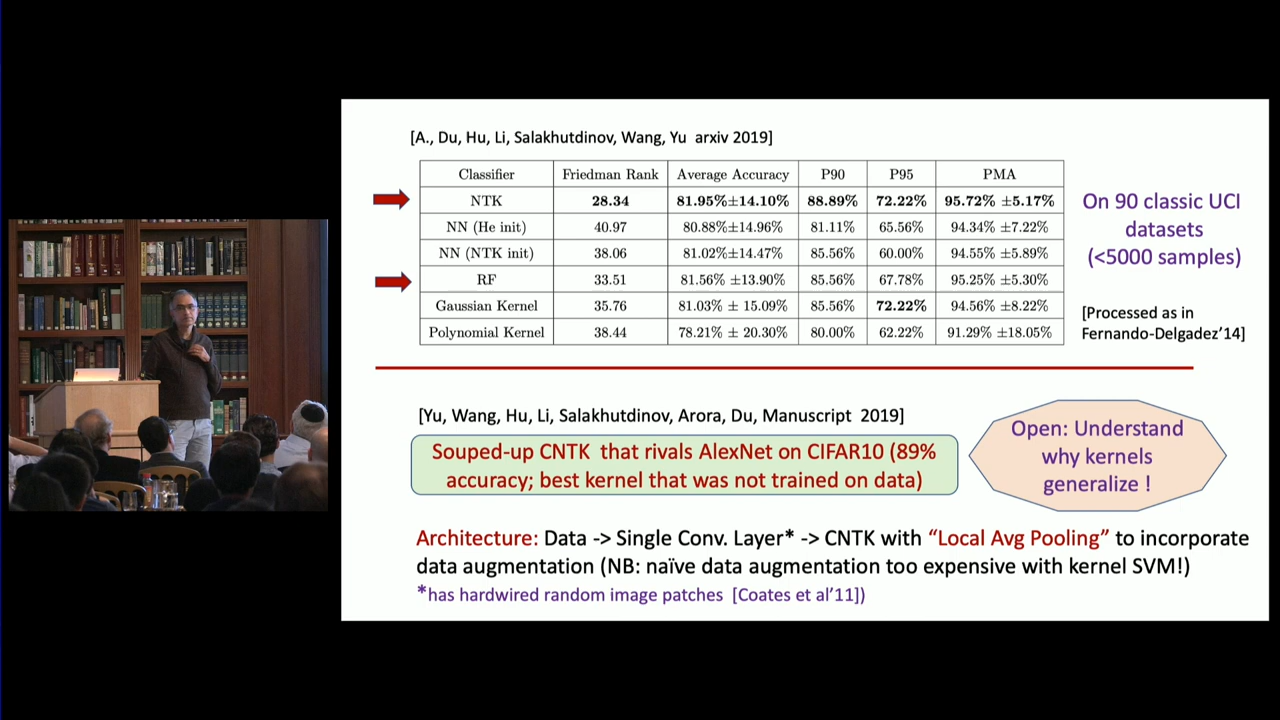 [A., Du, Hu, Li, Salakhutdinov, Wang, Yu arxiv 2019]
Classifier Friedman Rank Average Accuracy P90 P95 PMA
NTK 28.34 81.95%±14.10% 88.89% 72.22% 95.72% ±5.17%
NN (He init) 40.97 80.88%±14.96% 81.11% 65.56% 94.34% ±7.22%
NN (NTK init) 38.06 81.02%±14.47% 85.56% 60.00% 94.55% ±5.89%
RF 33.51 81.56% ±13.90% 85.56% 67.78% 95.25% ±5.30%
Gaussian Kernel 35.76 81.03% ± 15.09% 85.56% 72.22% 94.56% ±8.22%
Polynomial Kernel 38.44 78.21% ± 20.30% 80.00% 62.22% 91.29% ±18.05%
On 90 classic UCI
datasets
(<5000 samples)
[Processed as in
Fernando-Delgadez’14]
[Yu, Wang, Hu, Li, Salakhutdinov, Arora, Du, Manuscript 2019]
Souped-up CNTK that rivals AlexNet on CIFAR10 (89%
accuracy; best kernel that was not trained on data)
Open: Understand
why kernels
generalize !
Architecture: Data -> Single Conv. Layer* -> CNTK with “Local Avg Pooling” to incorporate
data augmentation (NB: naïve data augmentation too expensive with kernel SVM!)
*has hardwired random image patches [Coates et al’11])